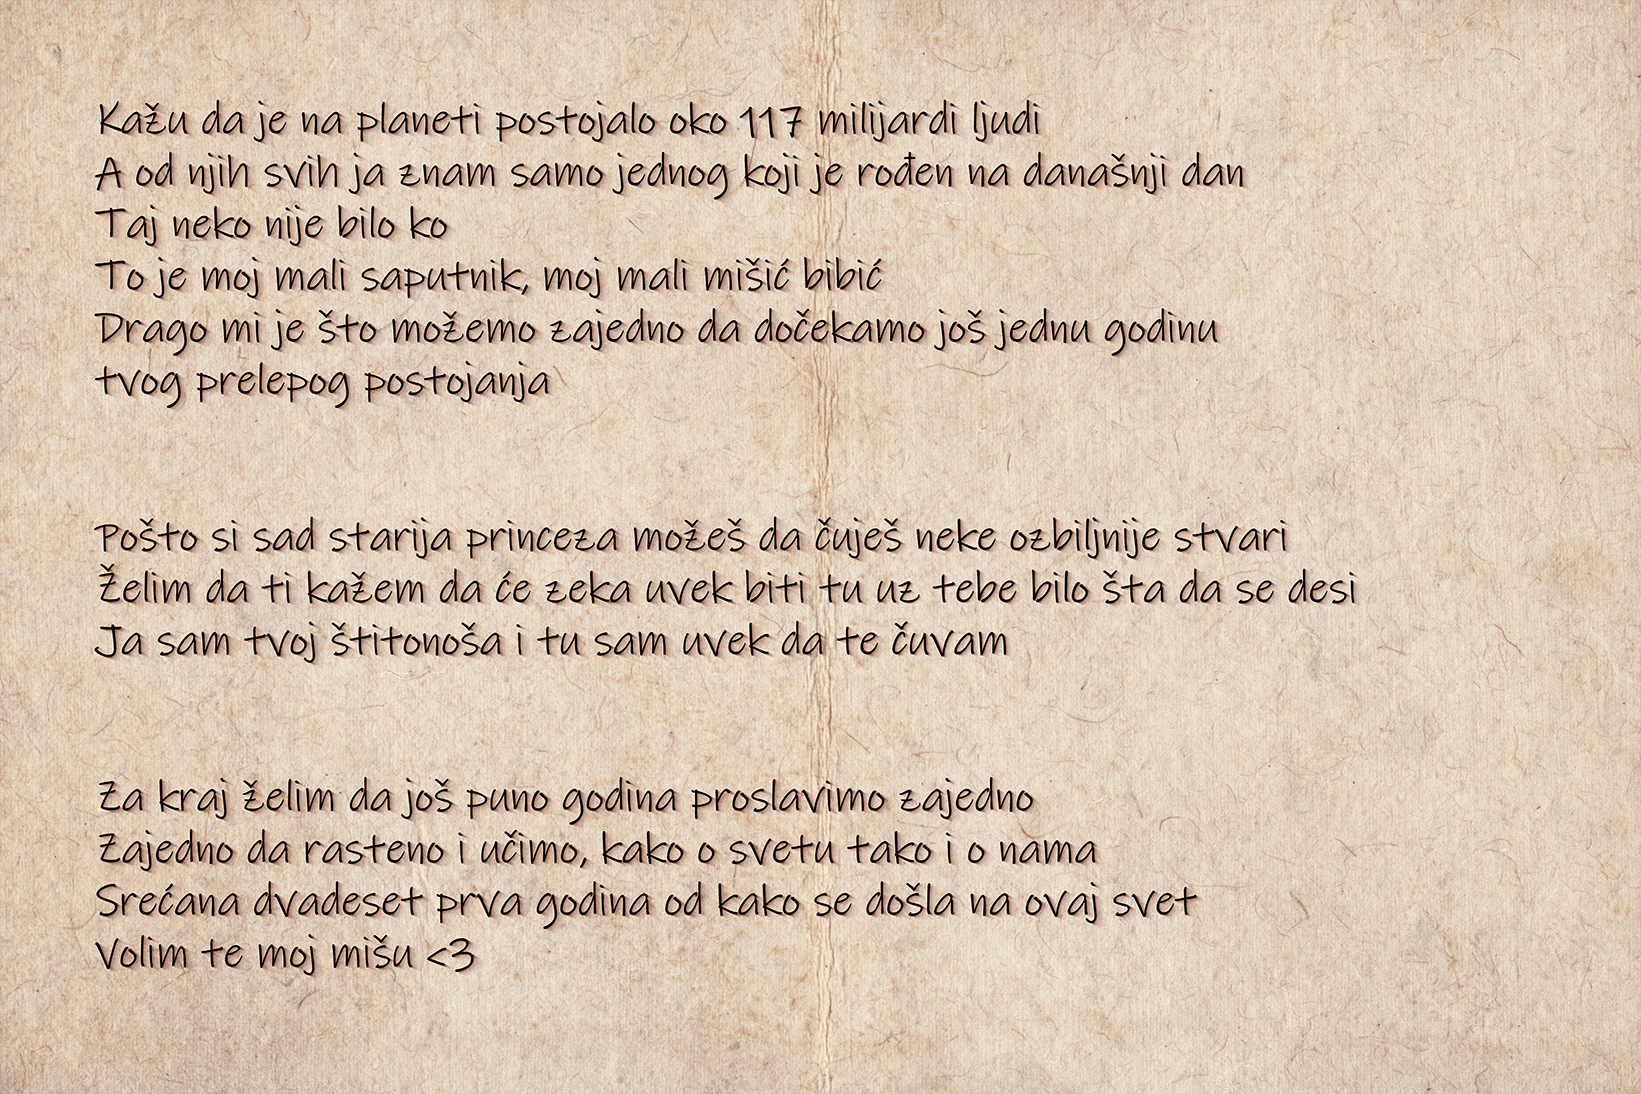 Kažu da je na planeti postojalo oko 117 milijardi ljudi
A od njih svih ja znam samo jednog koji je rođen na današnji dan
Taj neko nije bilo ko
To je moj mali saputnik, moj mali mišić bibić
Drago mi je što možemo zajedno da dočekamo još jednu godinu
tvog prelepog postojanja
Pošto si sad starija princeza možeš da čuješ neke ozbiljnije stvari
Želim da ti kažem da će zeka uvek biti tu uz tebe bilo šta da se desi
Ja sam tvoj štitonoša i tu sam uvek da te čuvam
Za kraj želim da još puno godina proslavimo zajedno
Zajedno da rasteno i učimo, kako o svetu tako i o nama
Srećana dvadeset prva godina od kako se došla na ovaj svet
Volim te moj mišu <3